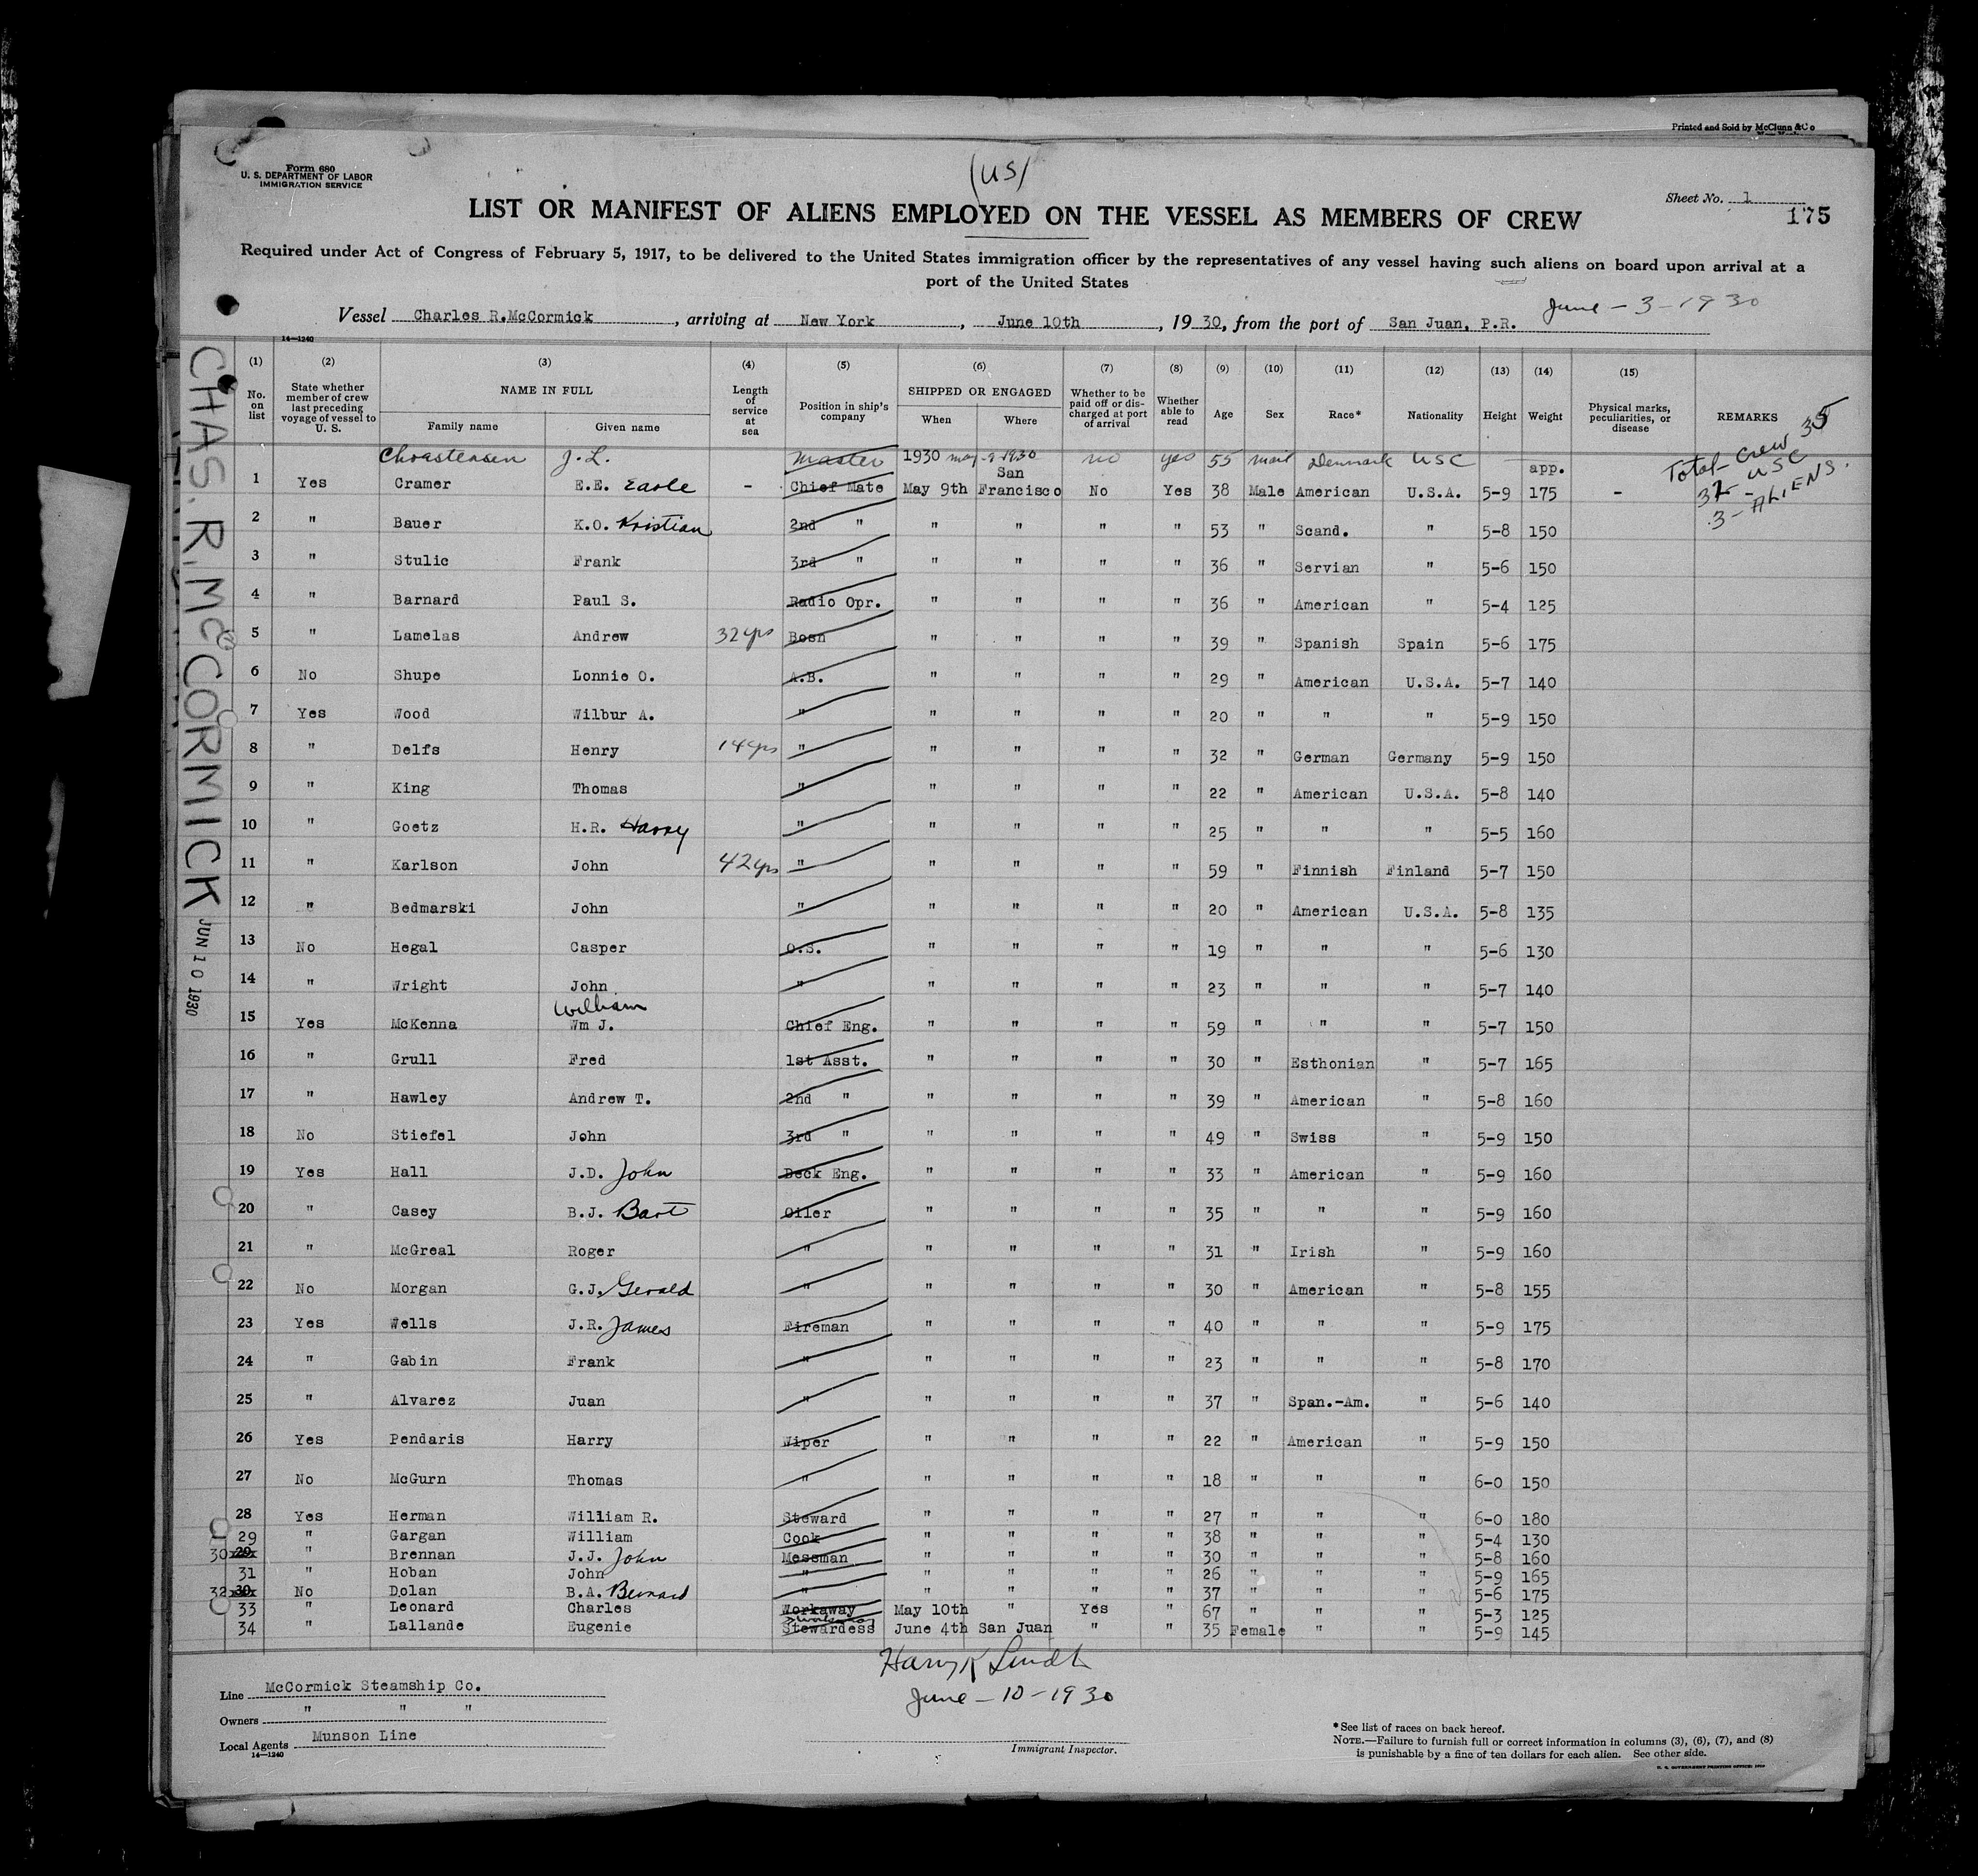 Printed and Sold by McClunn & Co
Form 680
U. S. DEPARTMENT OF LABOR
IMMIGRATION SERVICE
(US)
Sheet No. 1
175
LIST OR MANIFEST OF ALIENS EMPLOYED ON THE VESSEL AS MEMBERS OF CREW
Required under Act of Congress of February 5, 1917, to be delivered to the United States immigration officer by the representatives of any vessel having such aliens on board upon arrival at a
port of the United States
June - 3 - 1930
Vessel Charles R.McCormick, arriving at New York, June 10th, 1930, from the port of San Juan, P.R.
14—1240
CHAS. R. McCORMICK JUN 10 1930
(1) (2) (3) (4) (5) (6) (7) (8) (9) (10) (11) (12) (13) (14) (15)
No. on list State whether member of crew last preceding voyage of vessel to U. S. NAME IN FULL Family name Given name Length of service at sea Position in ship's company SHIPPED OR ENGAGED When Where Whether to be paid off or discharged at port of arrival Whether able to read Age Sex Race* Nationality Height Weight Physical marks, peculiarities, or disease REMARKS
Total Crew 35
32 - USC
3 - ALIENS.
J. L. Master 1930 May-9-1930 no yes 55 Denmark USC
San app.
1 Yes Cramer E.E. Earle - Chief Mate May 9th Francisco No Yes 38 Male American U.S.A. 5-9 175 -
2 " Bauer K.O. Kristian 2nd " " " " " 53 " Scand. " 5-8 150
3 " Stulic Frank 3rd " " " " " 36 " Servian " 5-6 150
4 " Barnard Paul S. Radio Opr. " " " " 36 " American " 5-4 125
5 " Lamelas Andrew 32yrs Bosn " " " " 39 " Spanish Spain 5-6 175
6 No Shupe Lonnie O. A.B. " " " " 29 " American U.S.A. 5-7 140
7 Yes Wood Wilbur A. " " " " " 20 " " " 5-9 150
8 " Delfs Henry 14yrs " " " " " 32 " German Germany 5-9 150
9 " King Thomas " " " " " 22 " American U.S.A. 5-8 140
10 " Goetz H.R. Harry " " " " " 25 " " " 5-5 160
11 " Karlson John 42yrs " " " " " 59 " Finnish Finland 5-7 150
12 " Bedmarski John " " " " " 20 " American U.S.A. 5-8 135
13 No Hegal Casper O.S. " " " " 19 " " " 5-6 130
14 " Wright John " " " " " 23 " " " 5-7 140
William
15 Yes McKenna Wm J. Chief Eng. " " " " 59 " " " 5-7 150
16 " Grull Fred 1st Asst. " " " " 30 " Esthonian " 5-7 165
17 " Hawley Andrew T. 2nd " " " " " 39 " American " 5-8 160
18 No Stiefel John 3rd " " " " " 49 " Swiss " 5-9 150
19 Yes Hall J.D. John Deck Eng. " " " " 33 " American " 5-9 160
20 " Casey B.J. Bart Oiler " " " " 35 " " " 5-9 160
21 " McGreal Roger " " " " " 31 " Irish " 5-9 160
22 No Morgan G.J. Gerald " " " " " 30 " American " 5-8 155
23 Yes Wells J.R. James Fireman " " " " 40 " " " 5-9 175
24 " Gabin Frank " " " " " 23 " " " 5-8 170
25 " Alvarez Juan " " " " " 37 " Span.-Am. " 5-6 140
26 Yes Pendaris Harry Wiper " " " " 22 " American " 5-9 150
27 No McGurn Thomas " " " " " 18 " " " 6-0 150
28 Yes Herman William R. Steward " " " " 27 " " " 6-0 180
29 " Gargan William Cook " " " " 38 " " " 5-4 130
30 29 " Brennan J.J. John Messman " " " " 30 " " " 5-8 160
31 " Hoban John " " " " " 26 " " " 5-9 165
32 30 No Dolan B.A. Bernard " " " " " 37 " " " 5-6 175
33 " Leonard Charles Workaway May 10th " Yes " 67 " " " 5-3 125
34 " Lallande Eugenie Stewardess June 4th San Juan " " 35 Female " " 5-9 145
June - 10 - 1930
Line McCormick Steamship Co.
Owners " " "
Local Agents Munson Line
14—1240
Immigrant Inspector.
*See list of races on back hereof.
NOTE.—Failure to furnish full or correct information in columns (3), (6), (7), and (8)
is punishable by a fine of ten dollars for each alien. See other side.